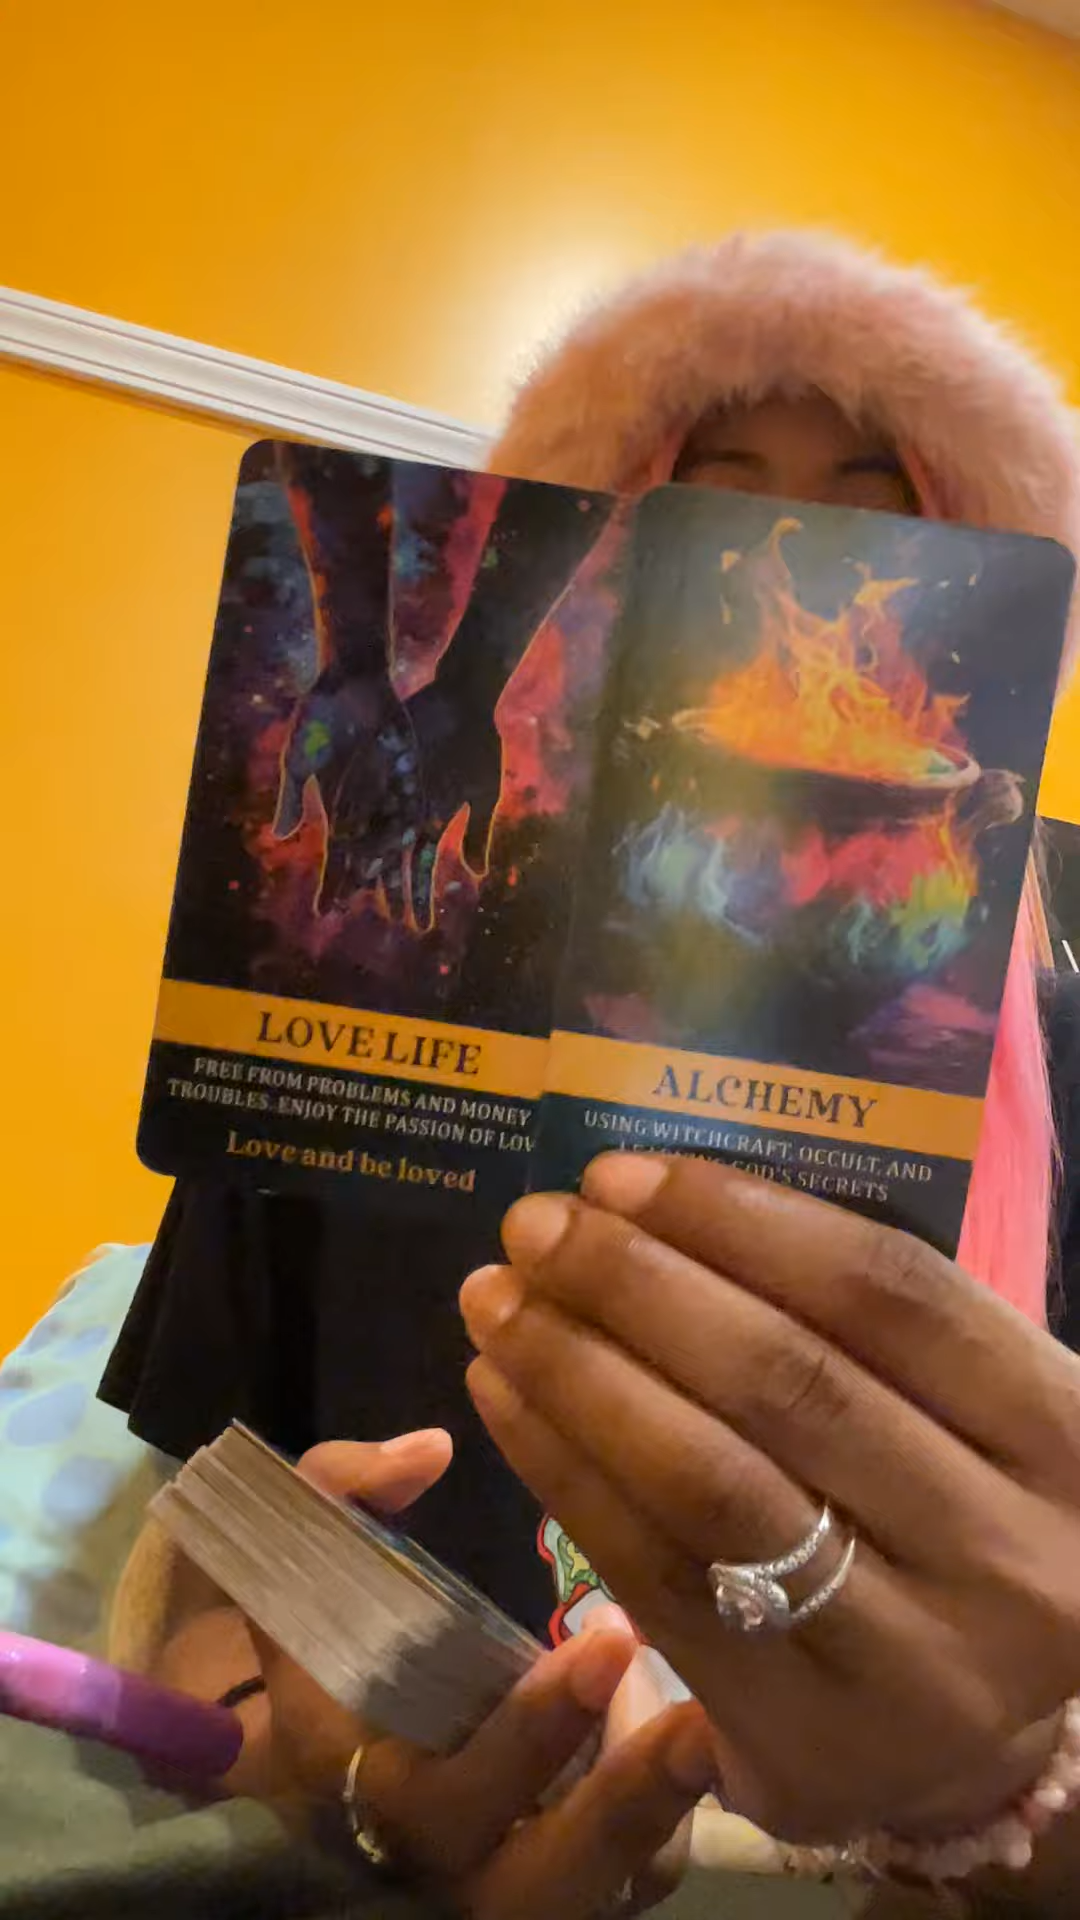 LOVE LIFE
FREE FROM PROBLEMS AND MONEY
TROUBLES. ENJOY THE PASSION OF
Love and be loved
ALCHEMY
USING WITCHCRAFT, OCCULT, AND
LEARNING GOD'S SECRETS